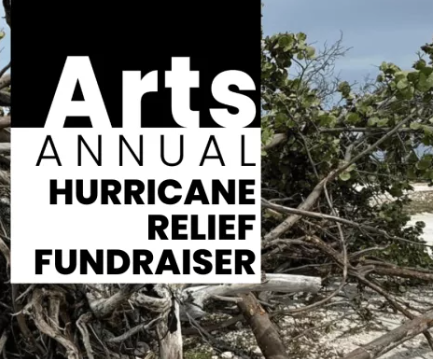 Arts
ANNUAL
HURRICANE
RELIEF
FUNDRAISER